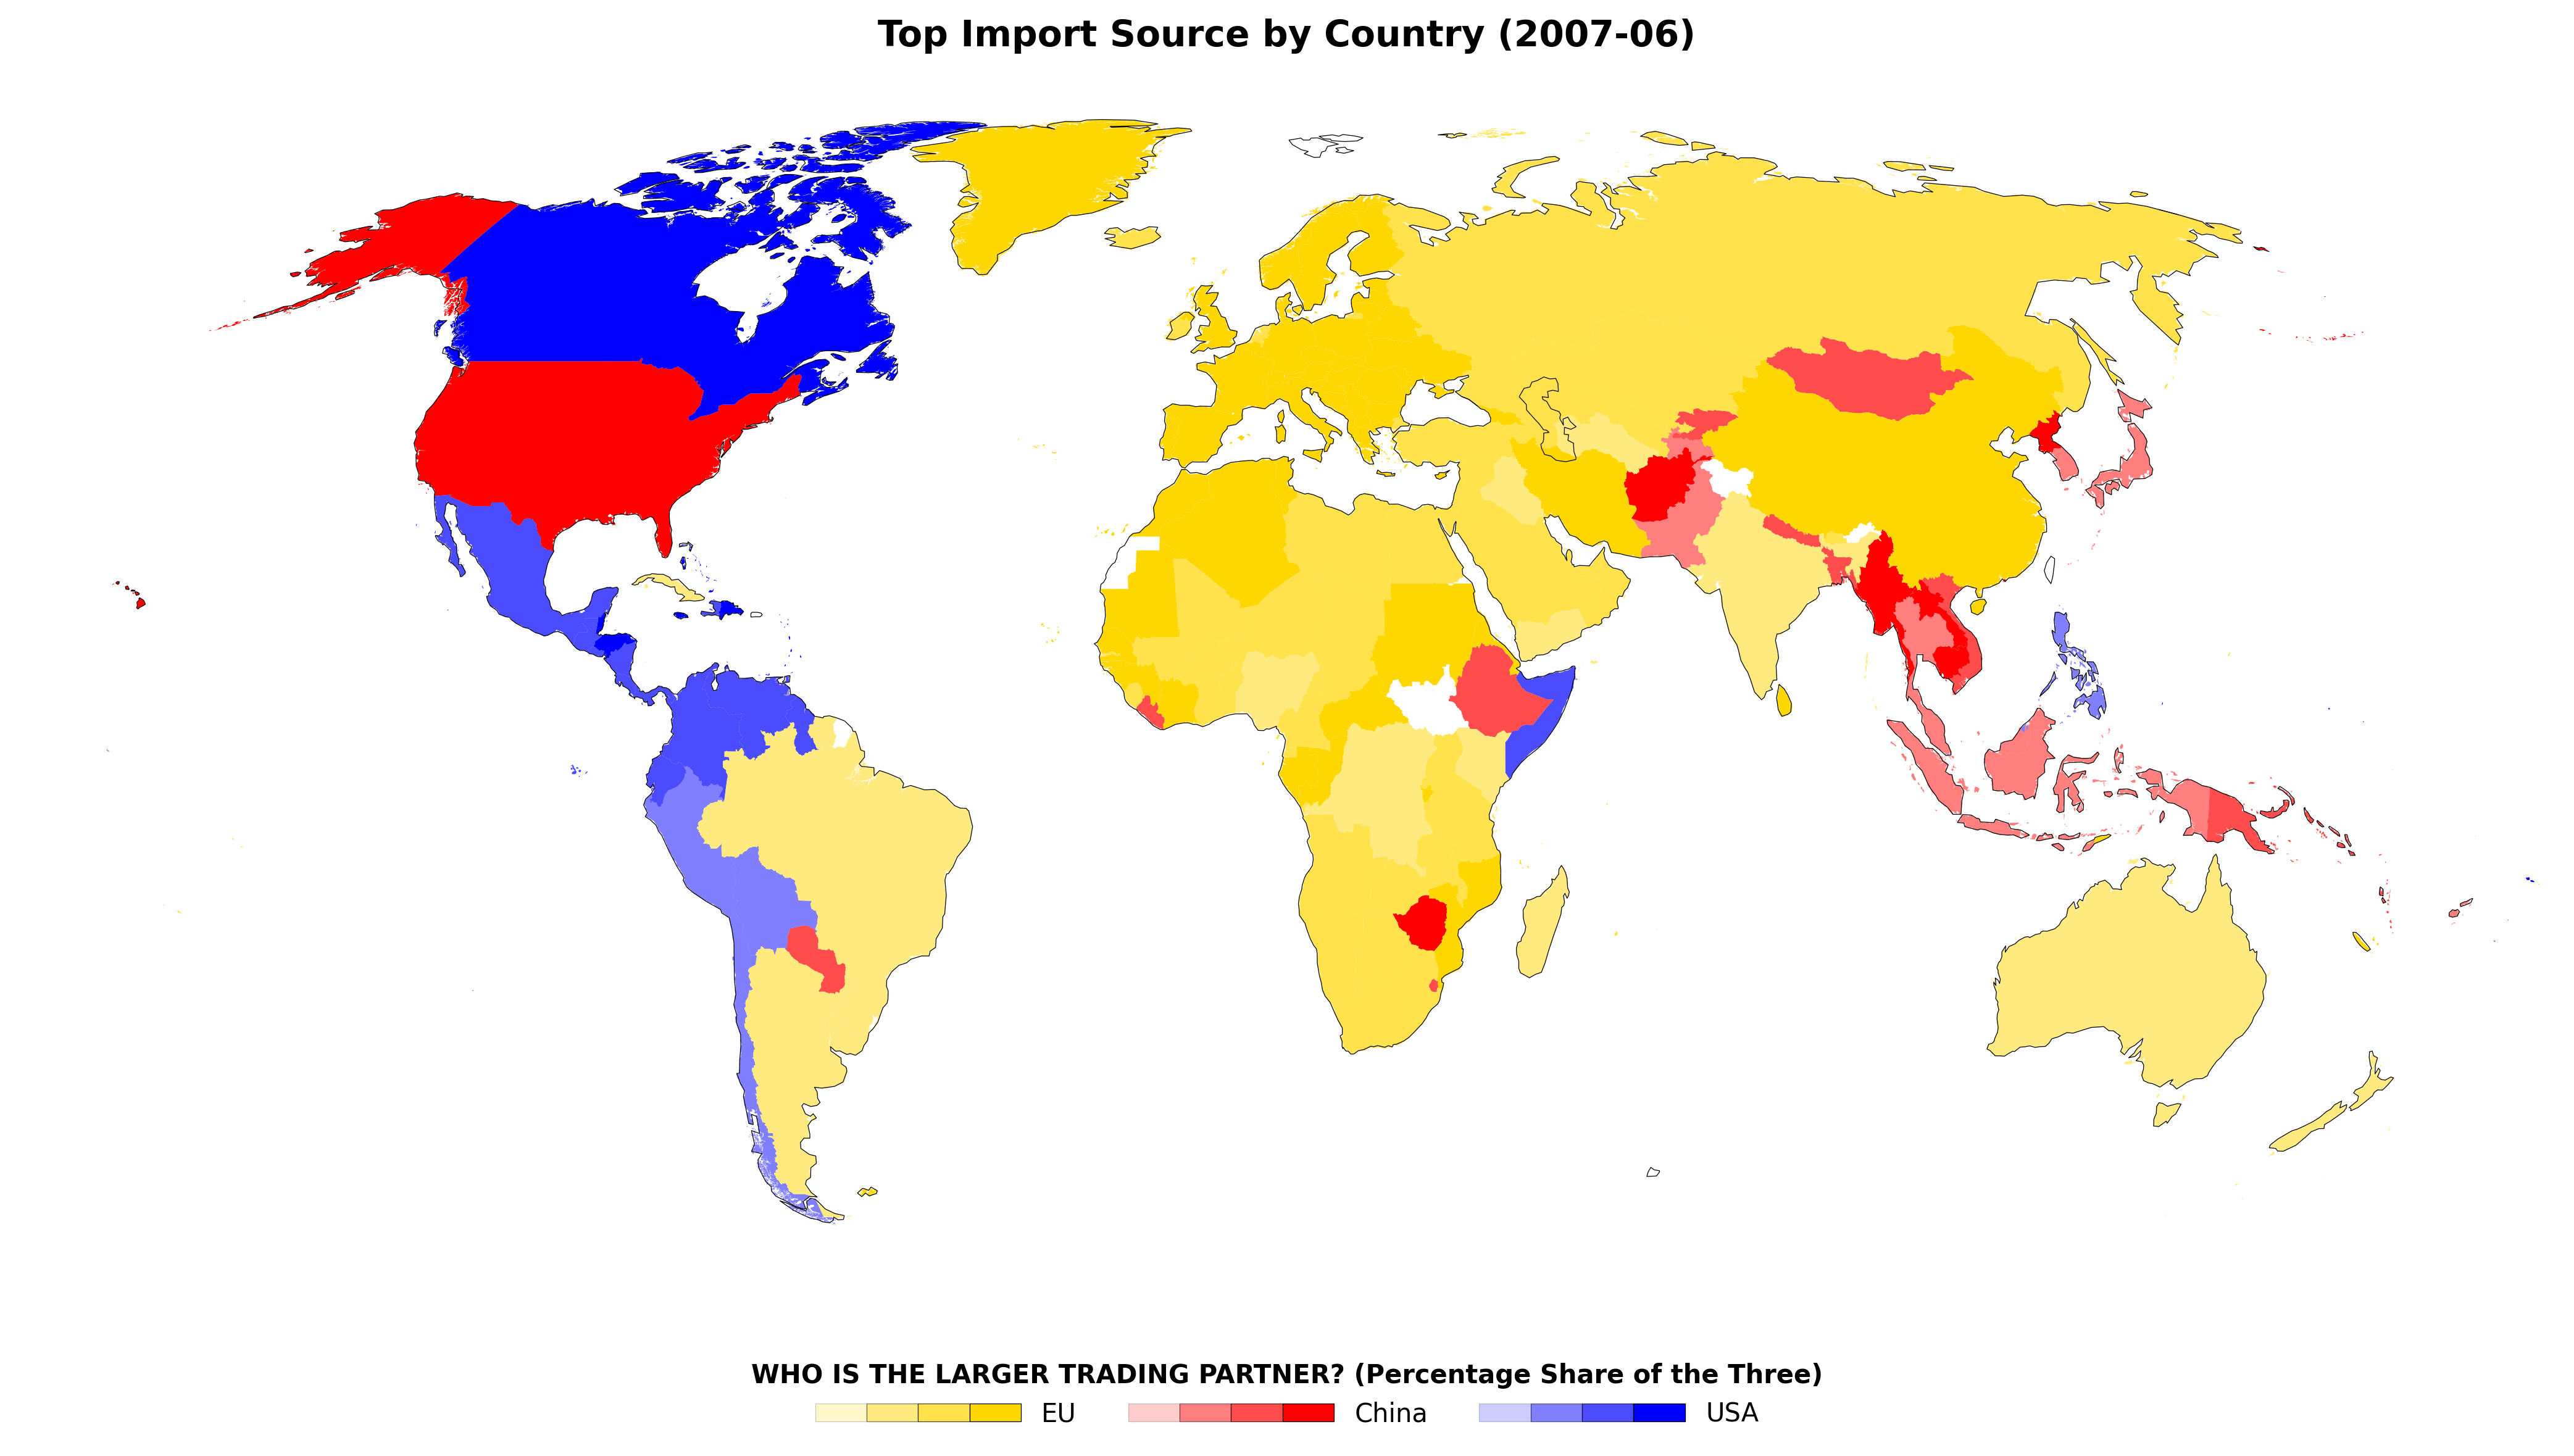 Top Import Source by Country (2007-06)
WHO IS THE LARGER TRADING PARTNER? (Percentage Share of the Three)
EU China USA